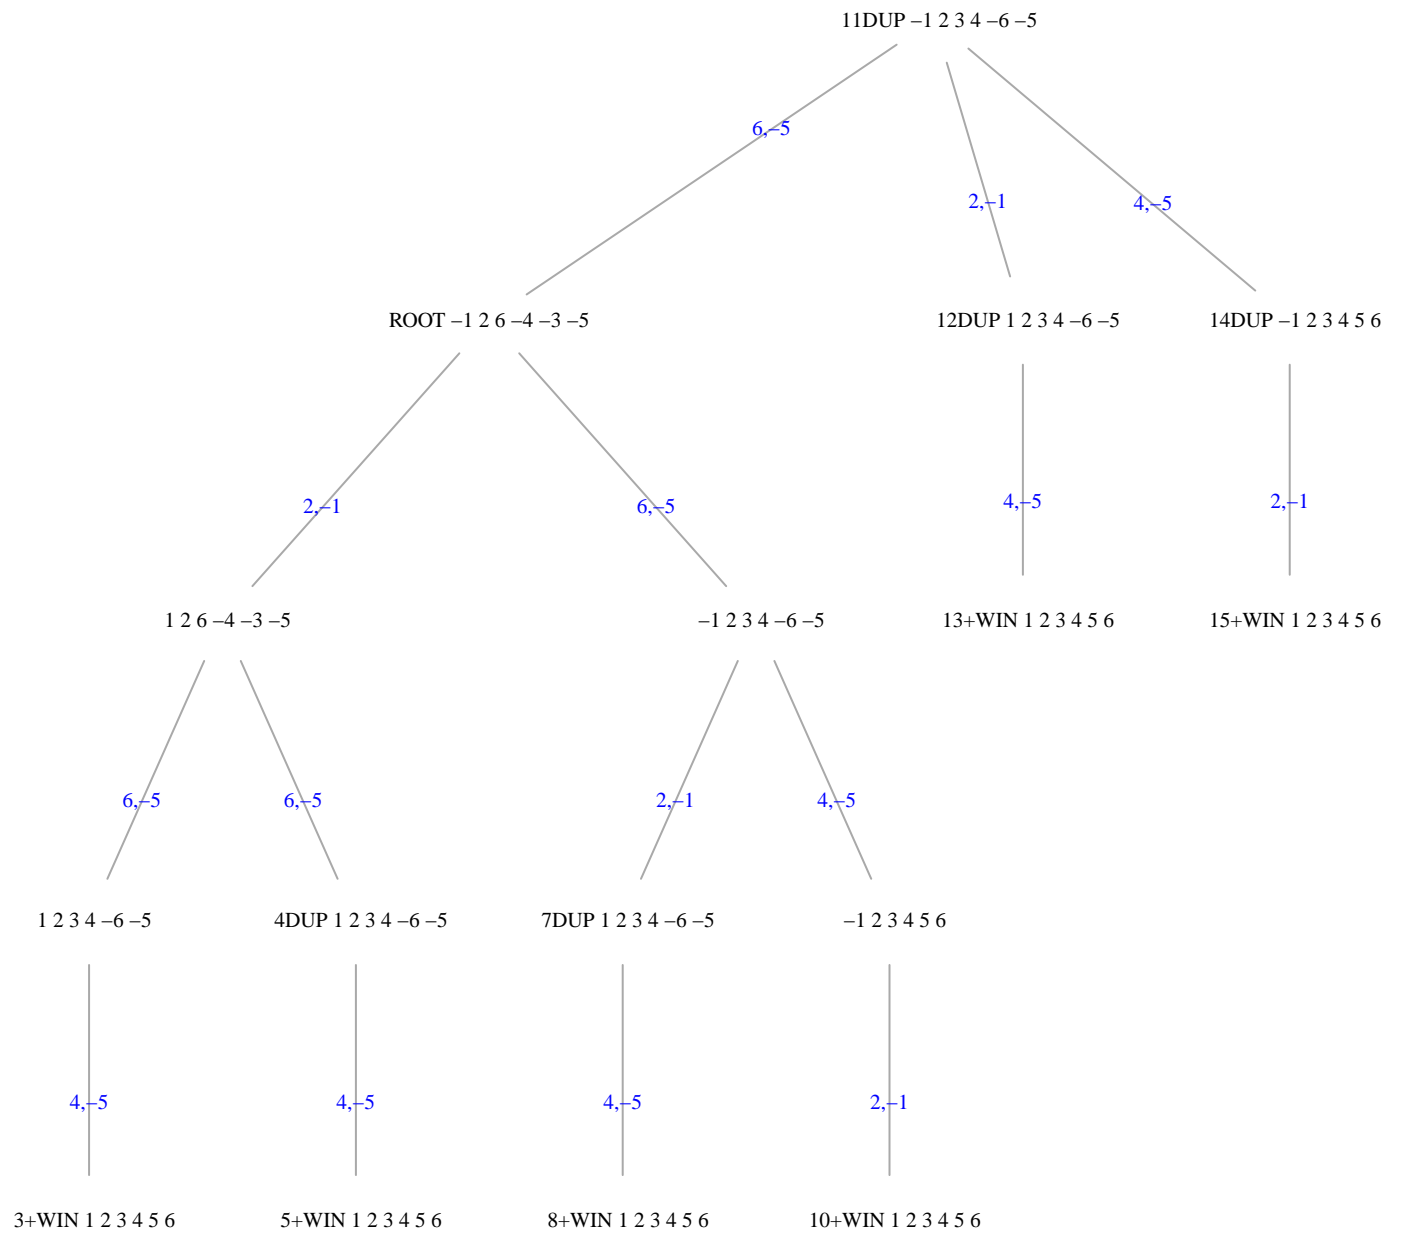 11DUP −1 2 3 4 −6 −5
6,−5
2,−1
4,−5
ROOT −1 2 6 −4 −3 −5
12DUP 1 2 3 4 −6 −5
14DUP −1 2 3 4 5 6
2,−1
6,−5
4,−5
2,−1
1 2 6 −4 −3 −5
−1 2 3 4 −6 −5
13+WIN 1 2 3 4 5 6
15+WIN 1 2 3 4 5 6
6,−5
6,−5
2,−1
4,−5
1 2 3 4 −6 −5
4DUP 1 2 3 4 −6 −5
7DUP 1 2 3 4 −6 −5
−1 2 3 4 5 6
4,−5
4,−5
4,−5
2,−1
3+WIN 1 2 3 4 5 6
5+WIN 1 2 3 4 5 6
8+WIN 1 2 3 4 5 6
10+WIN 1 2 3 4 5 6